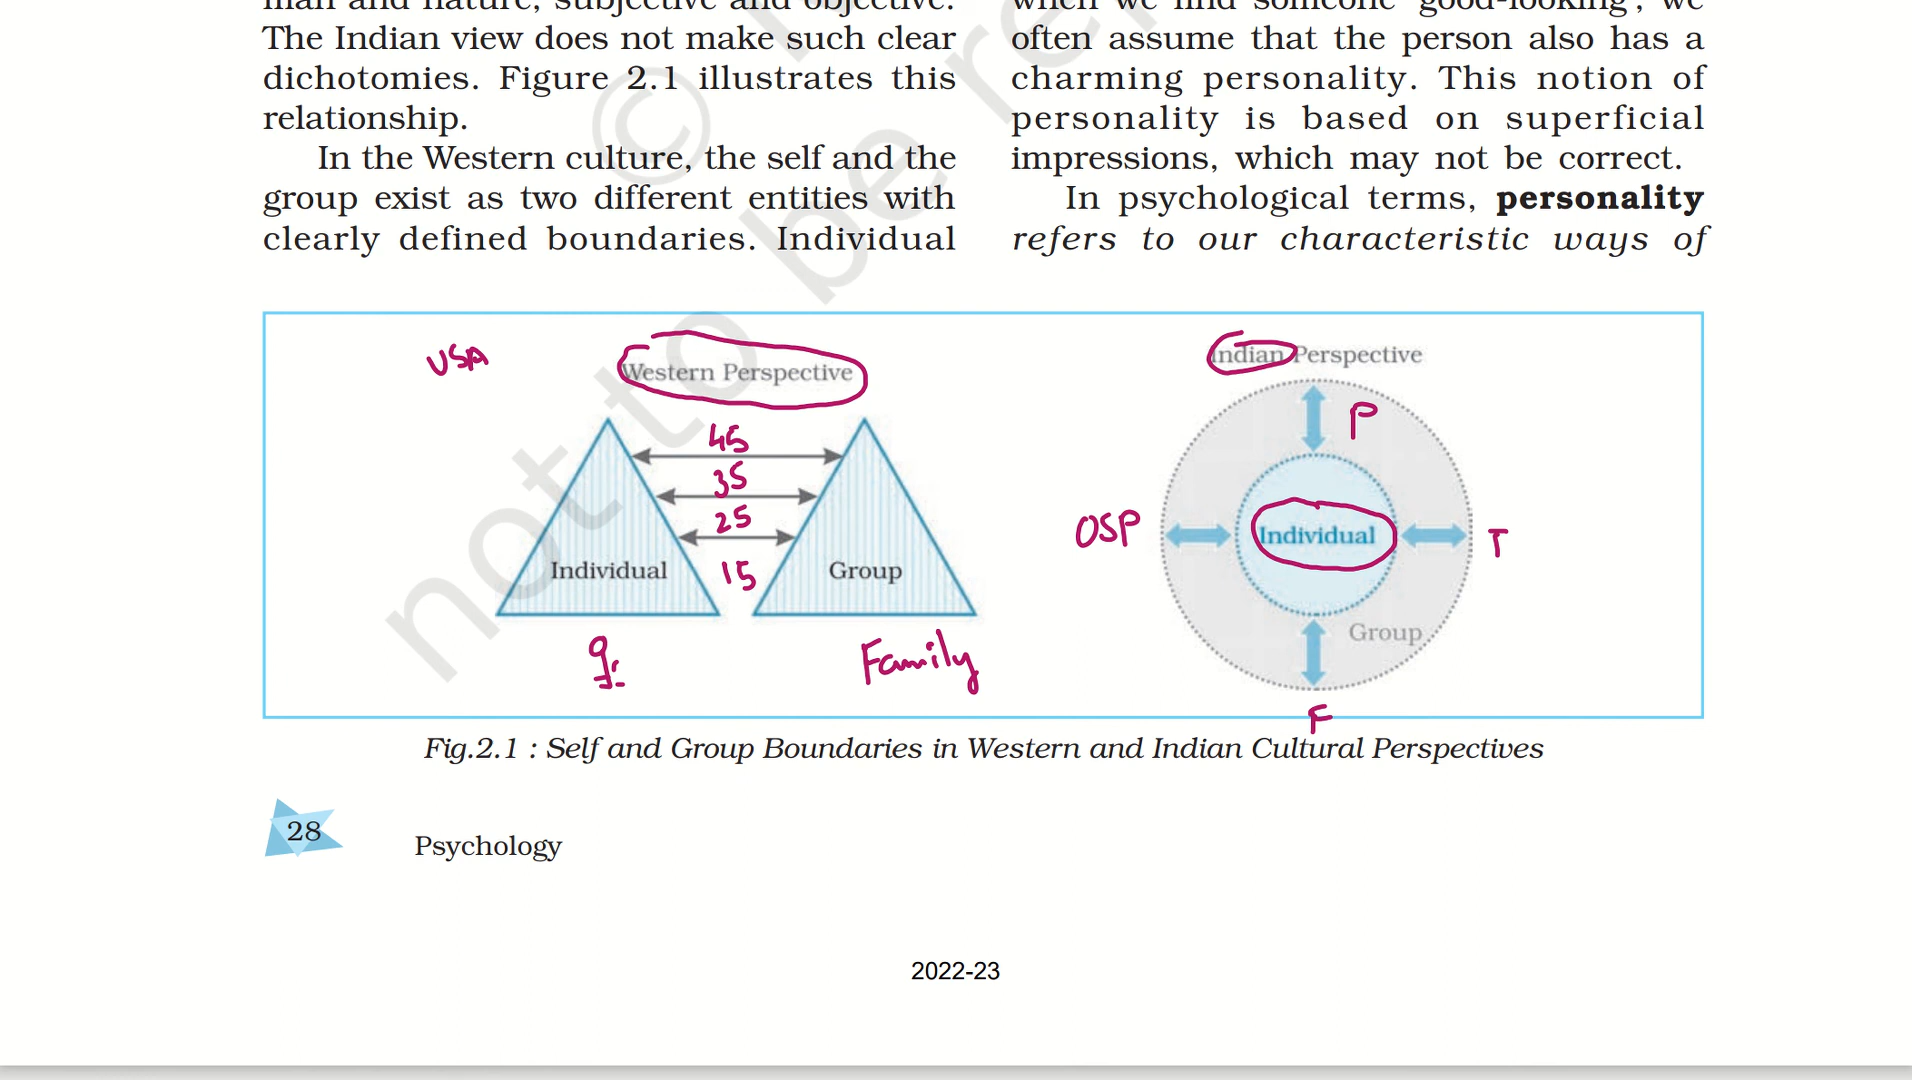 man and nature, subjective and objective.
The Indian view does not make such clear
dichotomies. Figure 2.1 illustrates this
relationship.
In the Western culture, the self and the
group exist as two different entities with
clearly defined boundaries. Individual
when we find someone 'good-looking', we
often assume that the person also has a
charming personality. This notion of
personality is based on superficial
impressions, which may not be correct.
In psychological terms, personality
refers to our characteristic ways of
© 
not to be
USA
Western Perspective
45
35
25
15
Individual
Group
Family
Indian Perspective
P
OSP
Individual
T
Group
F
Fig.2.1 : Self and Group Boundaries in Western and Indian Cultural Perspectives
28
Psychology
2022-23